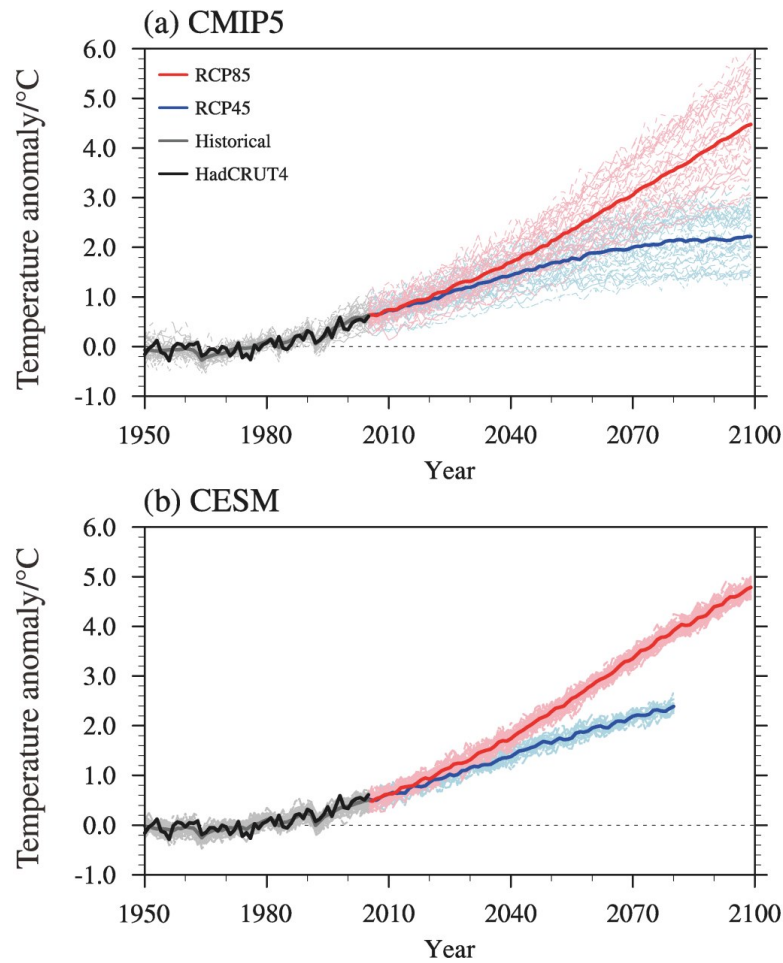 (a) CMIP5
6.0
RCP85
5.0
RCP45
4.0
Historical
HadCRUT4
3.0
2.0
1.0
0.0
-1.0
Temperature anomaly/°C
1950 1980 2010 2040 2070 2100
Year
(b) CESM
6.0
5.0
4.0
3.0
2.0
1.0
0.0
-1.0
Temperature anomaly/°C
1950 1980 2010 2040 2070 2100
Year